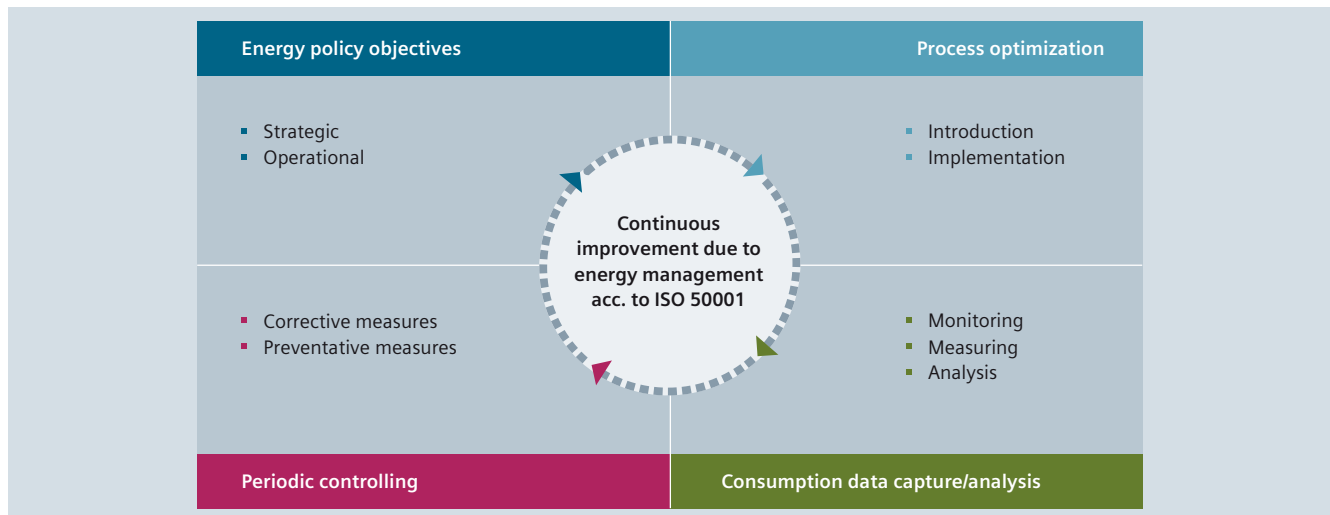 Energy policy objectives
Process optimization
Strategic
Operational
Introduction
Implementation
Continuous
improvement due to
energy management
acc. to ISO 50001
Corrective measures
Preventative measures
Monitoring
Measuring
Analysis
Periodic controlling
Consumption data capture/analysis